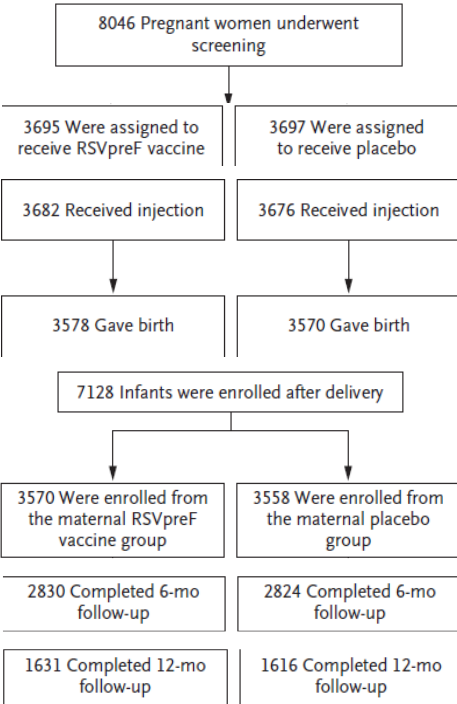 8046 Pregnant women underwent
screening
3695 Were assigned to
receive RSVpreF vaccine
3697 Were assigned
to receive placebo
3682 Received injection
3676 Received injection
3578 Gave birth
3570 Gave birth
7128 Infants were enrolled after delivery
3570 Were enrolled from
the maternal RSVpreF
vaccine group
3558 Were enrolled from
the maternal placebo
group
2830 Completed 6-mo
follow-up
2824 Completed 6-mo
follow-up
1631 Completed 12-mo
follow-up
1616 Completed 12-mo
follow-up